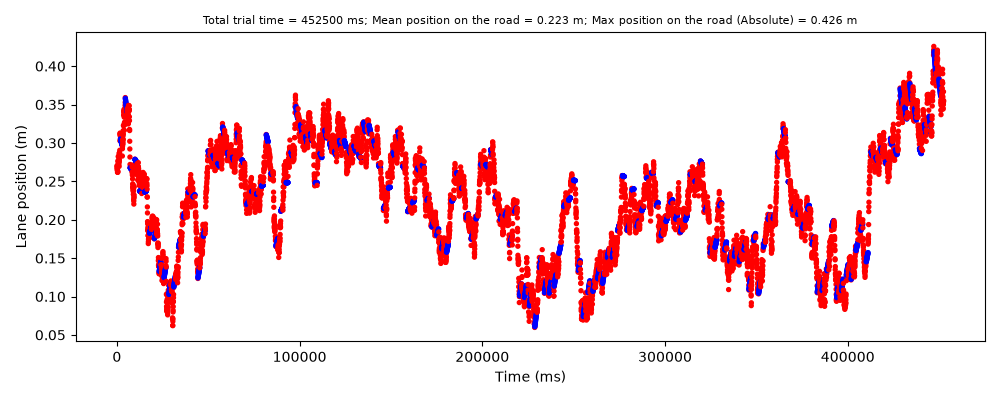 Total trial time = 452500 ms; Mean position on the road = 0.223 m; Max position on the road (Absolute) = 0.426 m
Lane position (m)
0.40
0.35
0.30
0.25
0.20
0.15
0.10
0.05
0 100000 200000 300000 400000
Time (ms)